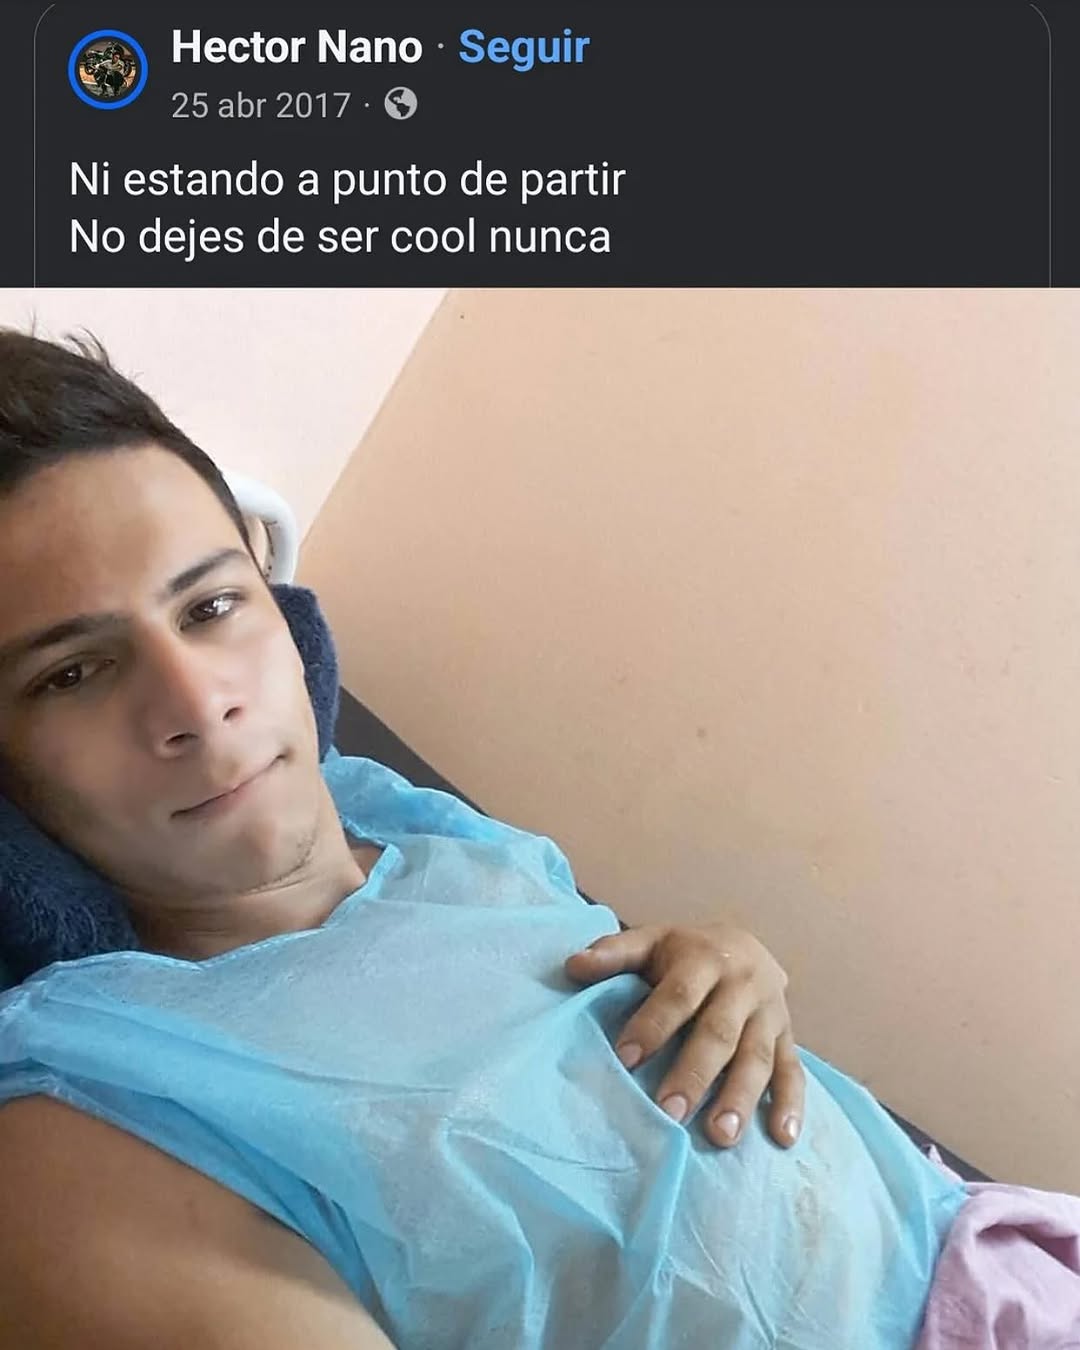 Hector Nano · Seguir
25 abr 2017 ·
Ni estando a punto de partir
No dejes de ser cool nunca